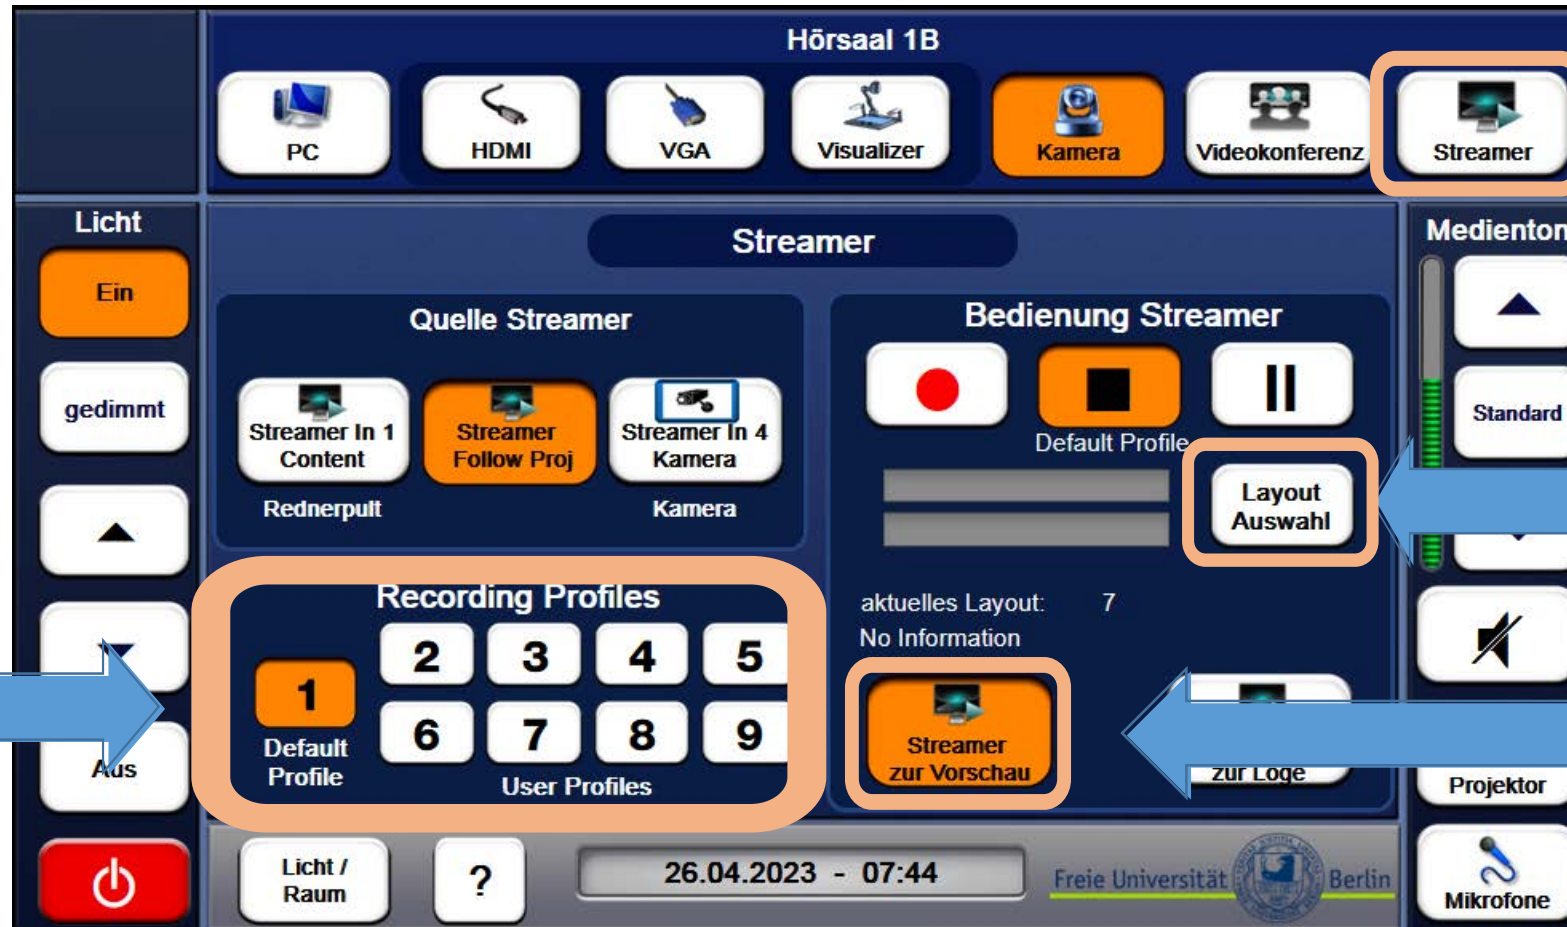 Hörsaal 1B
PC
HDMI
VGA
Visualizer
Kamera
Videokonferenz
Streamer
Licht
Ein
gedimmt
Aus
Streamer
Quelle Streamer
Streamer In 1
Content
Streamer
Follow Proj
Streamer In 4
Kamera
Rednerpult
Kamera
Recording Profiles
1
2
3
4
5
6
7
8
9
Default
Profile
User Profiles
Bedienung Streamer
Default Profile
Layout
Auswahl
aktuelles Layout: 7
No Information
Streamer
zur Vorschau
zur Loge
Medienton
Standard
Projektor
Mikrofone
Licht /
Raum
?
26.04.2023 - 07:44
Freie Universität Berlin